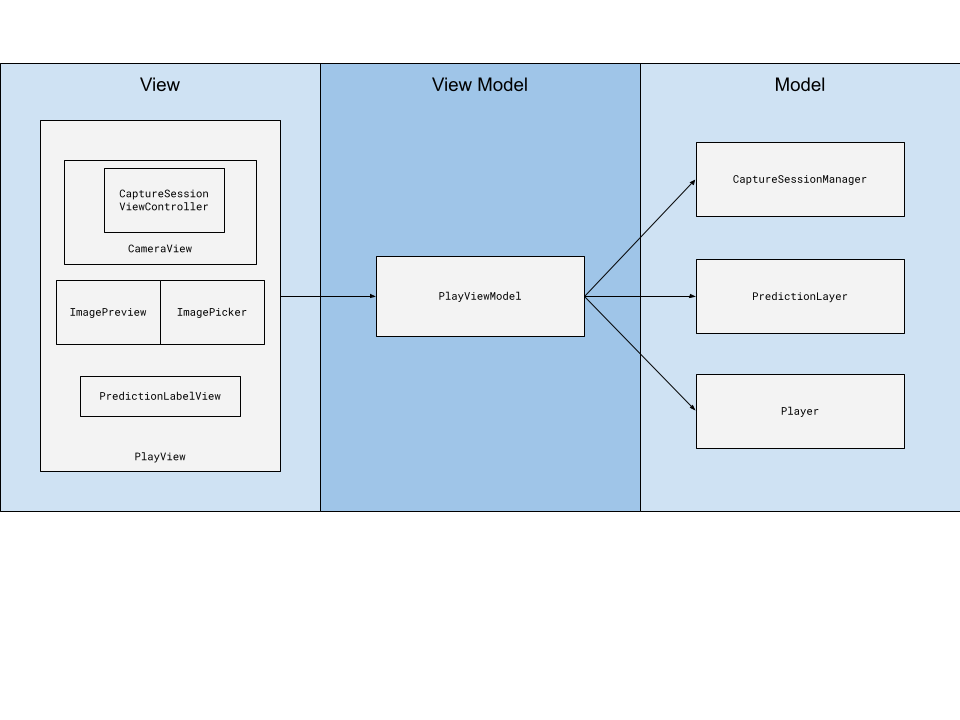 View
View Model
Model
CaptureSession
ViewController
CameraView
ImagePreview
ImagePicker
PredictionLabelView
PlayView
PlayViewModel
CaptureSessionManager
PredictionLayer
Player